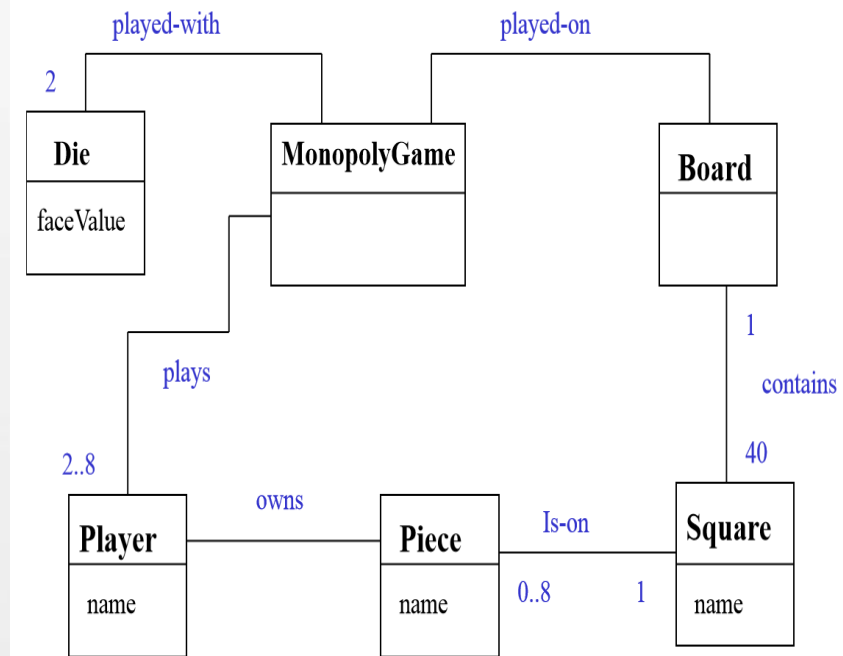 played-with
played-on
2
Die
MonopolyGame
Board
faceValue
1
plays
contains
2..8
40
owns
Is-on
Player
Piece
Square
0..8
1
name
name
name